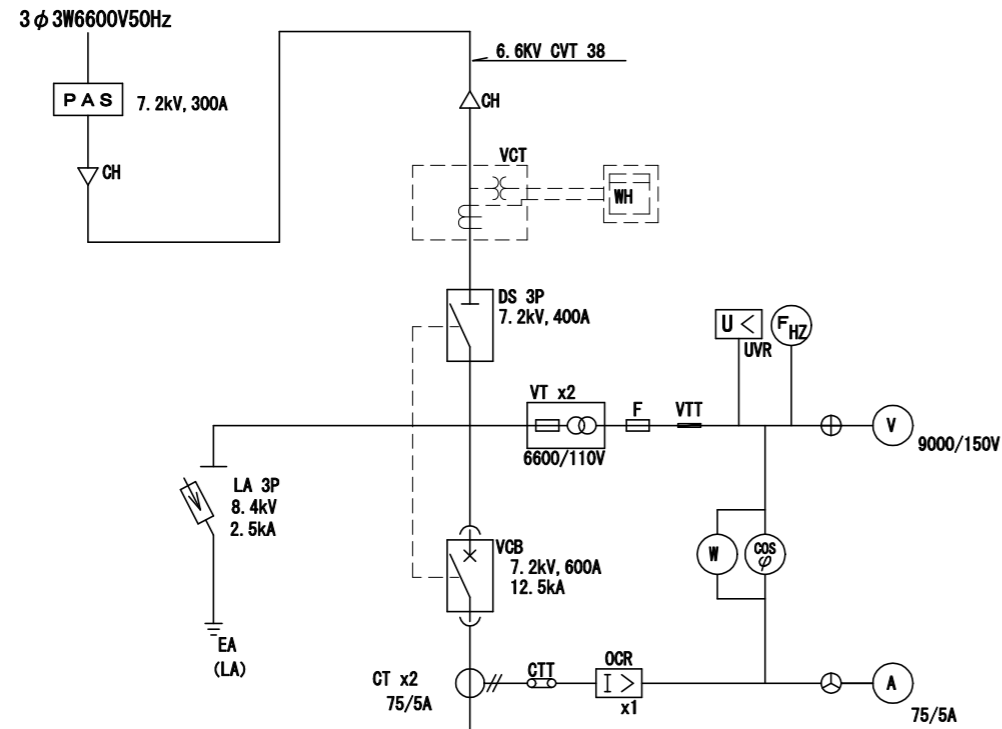 3φ3W6600V50Hz
6.6KV CVT 38
PAS
7.2kV,300A
CH
CH
VCT
WH
DS 3P
7.2kV,400A
U<
UVR
FHZ
VT x2
F
VTT
V
6600/110V
9000/150V
LA 3P
8.4kV
2.5kA
VCB
7.2kV,600A
12.5kA
W
cos
φ
EA
(LA)
CT x2
75/5A
CTT
OCR
I>
x1
A
75/5A